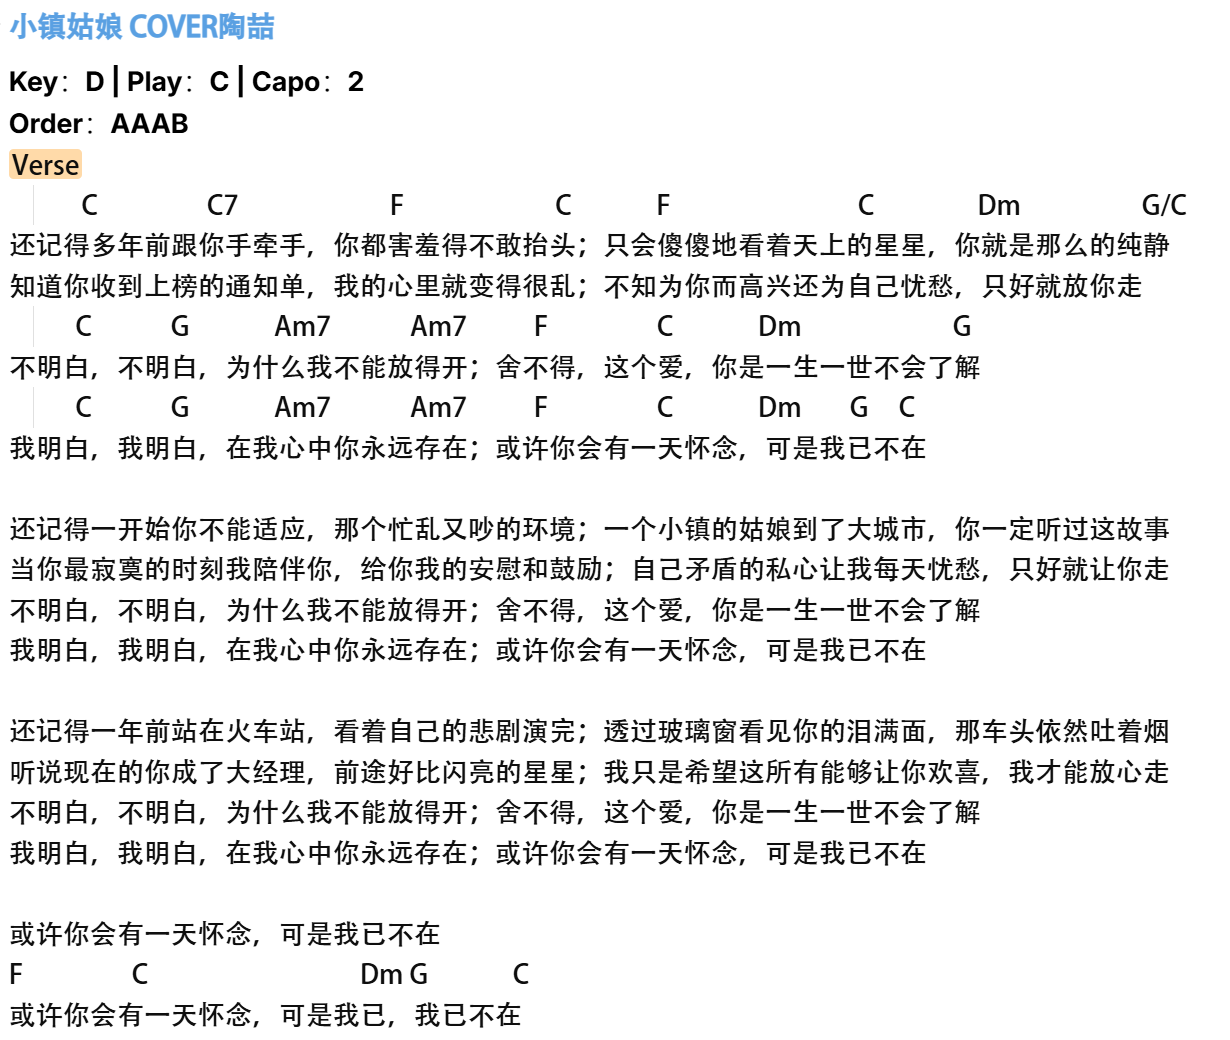 小镇姑娘 COVER陶喆
Key：D | Play：C | Capo：2
Order：AAAB
Verse
C C7 F C F C Dm G/C
还记得多年前跟你手牵手，你都害羞得不敢抬头；只会傻傻地看着天上的星星，你就是那么的纯静
知道你收到上榜的通知单，我的心里就变得很乱；不知为你而高兴还为自己忧愁，只好就放你走
C G Am7 Am7 F C Dm G
不明白，不明白，为什么我不能放得开；舍不得，这个爱，你是一生一世不会了解
C G Am7 Am7 F C Dm G C
我明白，我明白，在我心中你永远存在；或许你会有一天怀念，可是我已不在
还记得一开始你不能适应，那个忙乱又吵的环境；一个小镇的姑娘到了大城市，你一定听过这故事
当你最寂寞的时刻我陪伴你，给你我的安慰和鼓励；自己矛盾的私心让我每天忧愁，只好就让你走
不明白，不明白，为什么我不能放得开；舍不得，这个爱，你是一生一世不会了解
我明白，我明白，在我心中你永远存在；或许你会有一天怀念，可是我已不在
还记得一年前站在火车站，看着自己的悲剧演完；透过玻璃窗看见你的泪满面，那车头依然吐着烟
听说现在的你成了大经理，前途好比闪亮的星星；我只是希望这所有能够让你欢喜，我才能放心走
不明白，不明白，为什么我不能放得开；舍不得，这个爱，你是一生一世不会了解
我明白，我明白，在我心中你永远存在；或许你会有一天怀念，可是我已不在
或许你会有一天怀念，可是我已不在
F C Dm G C
或许你会有一天怀念，可是我已，我已不在